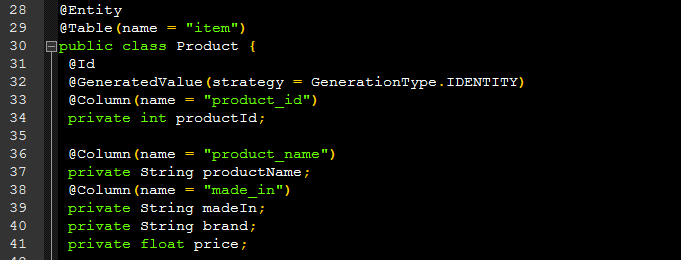 28 @Entity
29 @Table(name = "item")
30 public class Product {
31 @Id
32 @GeneratedValue(strategy = GenerationType.IDENTITY)
33 @Column(name = "product_id")
34 private int productId;
35
36 @Column(name = "product_name")
37 private String productName;
38 @Column(name = "made_in")
39 private String madeIn;
40 private String brand;
41 private float price;